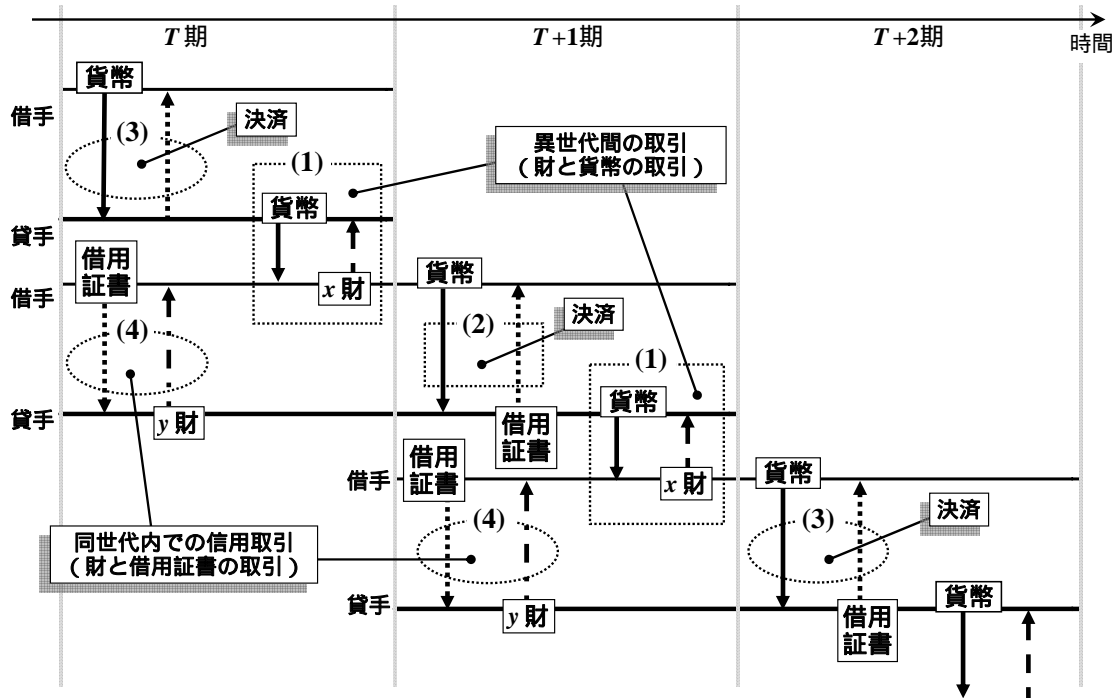 T 期
T+1期
T+2期
時間
貨幣
借手
(3)
決済
(1)
異世代間の取引
(財と貨幣の取引)
貨幣
貸手
借用
証書
x 財
借手
貨幣
(4)
(2)
決済
(1)
貨幣
貸手
y 財
借用
証書
借用
証書
x 財
借手
貨幣
同世代内での信用取引
(財と借用証書の取引)
(4)
(3)
決済
貸手
y 財
借用
証書
貨幣